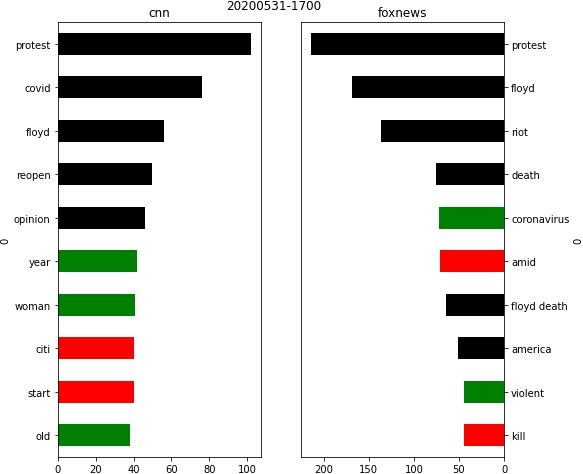 20200531-1700
cnn
foxnews
protest
covid
floyd
reopen
opinion
year
woman
citi
start
old
0
0 20 40 60 80 100
protest
floyd
riot
death
coronavirus
amid
floyd death
america
violent
kill
0
200 150 100 50 0